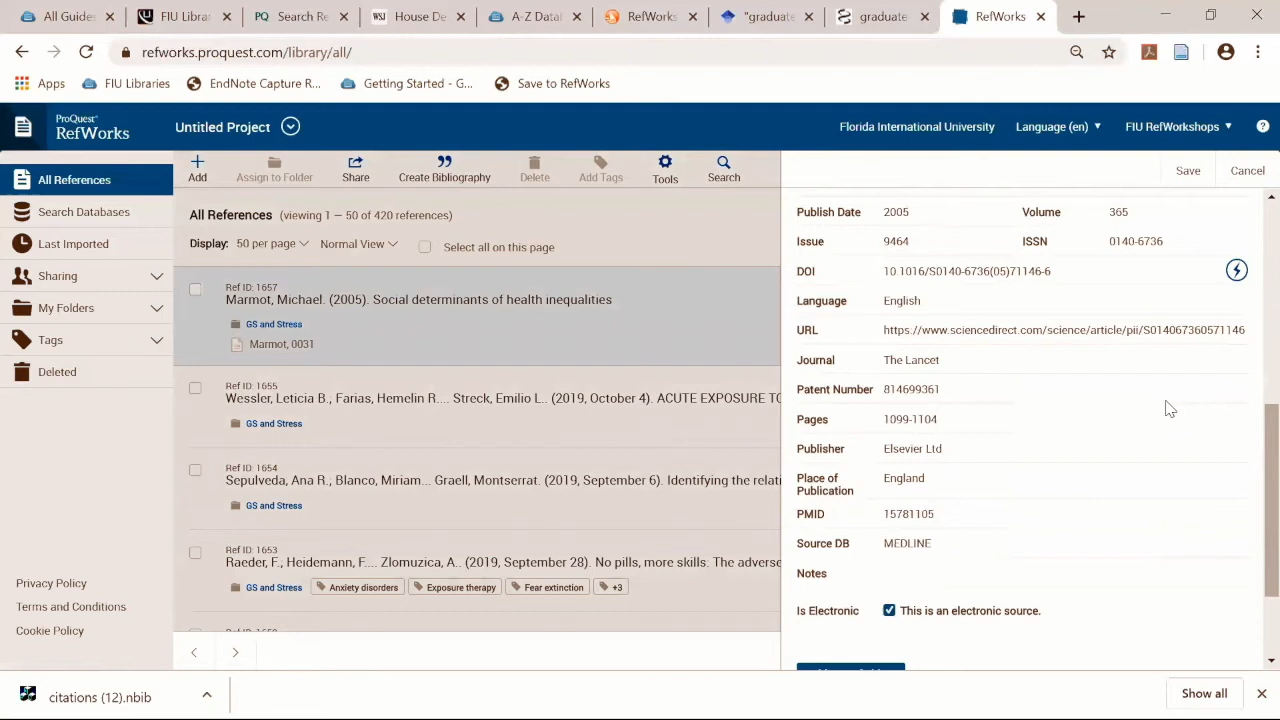 All Guides
FIU Librar
PQ Search Re
WSJ House De
A-Z Datal
RefWorks
"graduate
graduate
RefWorks
refworks.proquest.com/library/all/
Apps
FIU Libraries
EndNote Capture R...
Getting Started - G...
Save to RefWorks
ProQuest®
RefWorks
Untitled Project
Florida International University
Language (en)
FIU RefWorkshops
All References
Search Databases
Last Imported
Sharing
My Folders
Tags
Deleted
Privacy Policy
Terms and Conditions
Cookie Policy
Add
Assign to Folder
Share
Create Bibliography
Delete
Add Tags
Tools
Search
All References (viewing 1 — 50 of 420 references)
Display: 50 per page Normal View Select all on this page
Ref ID: 1657
Marmot, Michael. (2005). Social determinants of health inequalities
GS and Stress
Marmot, 0031
Ref ID: 1655
Wessler, Leticia B., Farias, Hemelin R.... Streck, Emilio L.. (2019, October 4). ACUTE EXPOSURE TO
GS and Stress
Ref ID: 1654
Sepulveda, Ana R., Blanco, Miriam... Graell, Montserrat. (2019, September 6). Identifying the relati
GS and Stress
Ref ID: 1653
Raeder, F., Heidemann, F.... Zlomuzica, A.. (2019, September 28). No pills, more skills: The adverse
GS and Stress Anxiety disorders Exposure therapy Fear extinction +3
Save Cancel
Publish Date 2005 Volume 365
Issue 9464 ISSN 0140-6736
DOI 10.1016/S0140-6736(05)71146-6
Language English
URL https://www.sciencedirect.com/science/article/pii/S014067360571146
Journal The Lancet
Patent Number 814699361
Pages 1099-1104
Publisher Elsevier Ltd
Place of
Publication England
PMID 15781105
Source DB MEDLINE
Notes
Is Electronic This is an electronic source.
citations (12).nbib
Show all